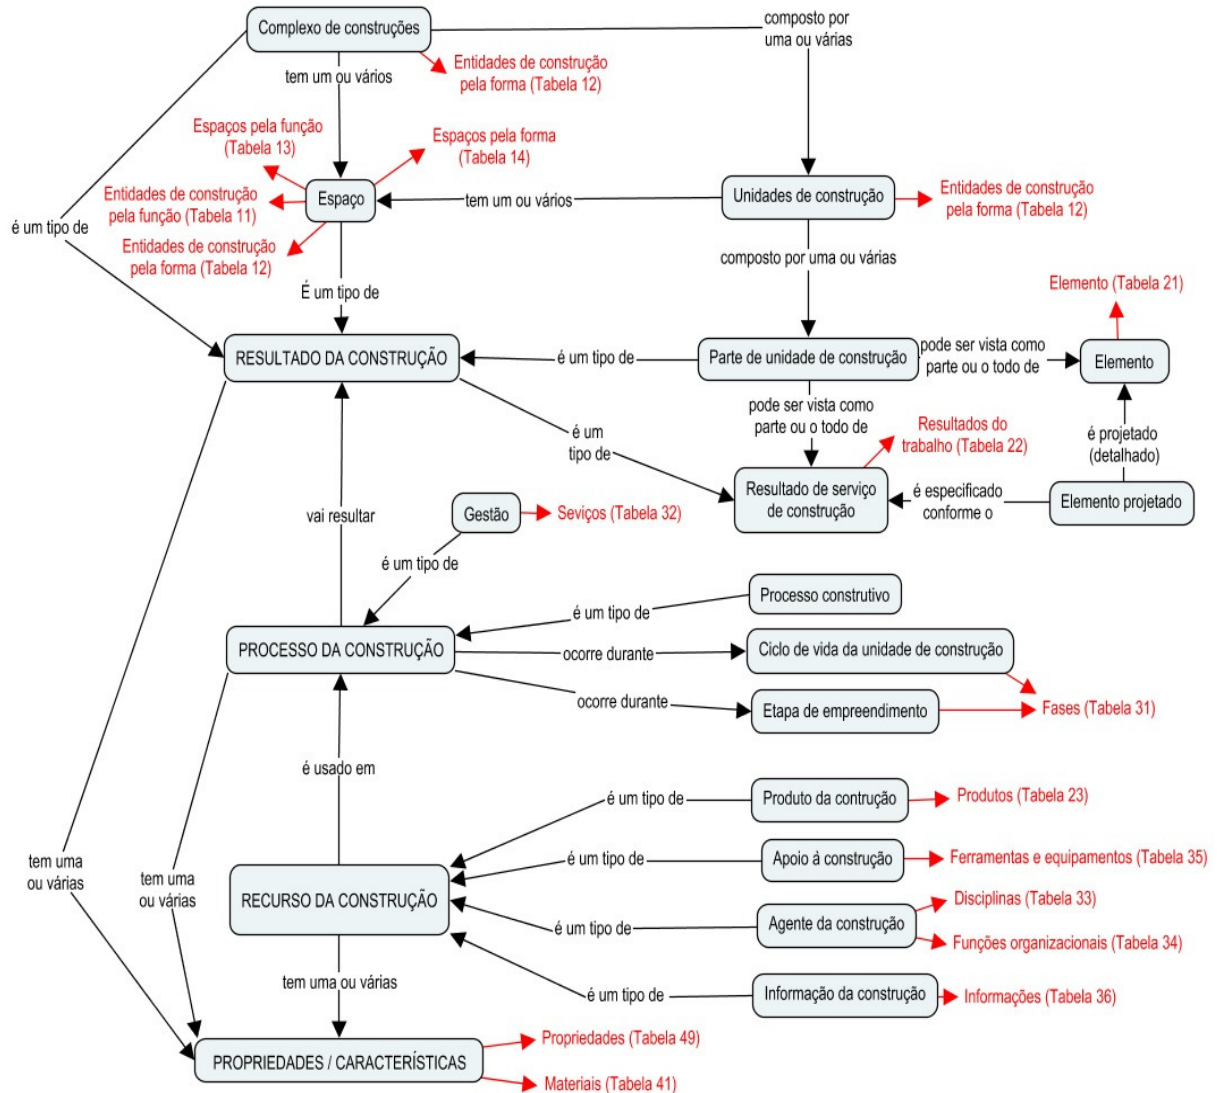 Complexo de construções
composto por
uma ou várias
tem um ou vários
Entidades de construção
pela forma (Tabela 12)
Espaços pela função
(Tabela 13)
Espaços pela forma
(Tabela 14)
Entidades de construção
pela função (Tabela 11)
Espaço
tem um ou vários
Unidades de construção
Entidades de construção
pela forma (Tabela 12)
é um tipo de
Entidades de construção
pela forma (Tabela 12)
composto por uma ou várias
É um tipo de
Elemento (Tabela 21)
RESULTADO DA CONSTRUÇÃO
é um tipo de
Parte de unidade de construção
pode ser vista como
parte ou o todo de
Elemento
pode ser vista como
parte ou o todo de
é um
tipo de
Resultados do
trabalho (Tabela 22)
é projetado
(detalhado)
Resultado de serviço
de construção
é especificado
conforme o
Elemento projetado
vai resultar
Gestão
Seviços (Tabela 32)
é um tipo de
Processo construtivo
é um tipo de
PROCESSO DA CONSTRUÇÃO
ocorre durante
Ciclo de vida da unidade de construção
ocorre durante
Etapa de empreendimento
Fases (Tabela 31)
é usado em
é um tipo de
Produto da contrução
Produtos (Tabela 23)
tem uma
ou várias
tem uma
ou várias
é um tipo de
Apoio à construção
Ferramentas e equipamentos (Tabela 35)
RECURSO DA CONSTRUÇÃO
é um tipo de
Agente da construção
Disciplinas (Tabela 33)
Funções organizacionais (Tabela 34)
tem uma ou várias
é um tipo de
Informação da construção
Informações (Tabela 36)
PROPRIEDADES / CARACTERÍSTICAS
Propriedades (Tabela 49)
Materiais (Tabela 41)